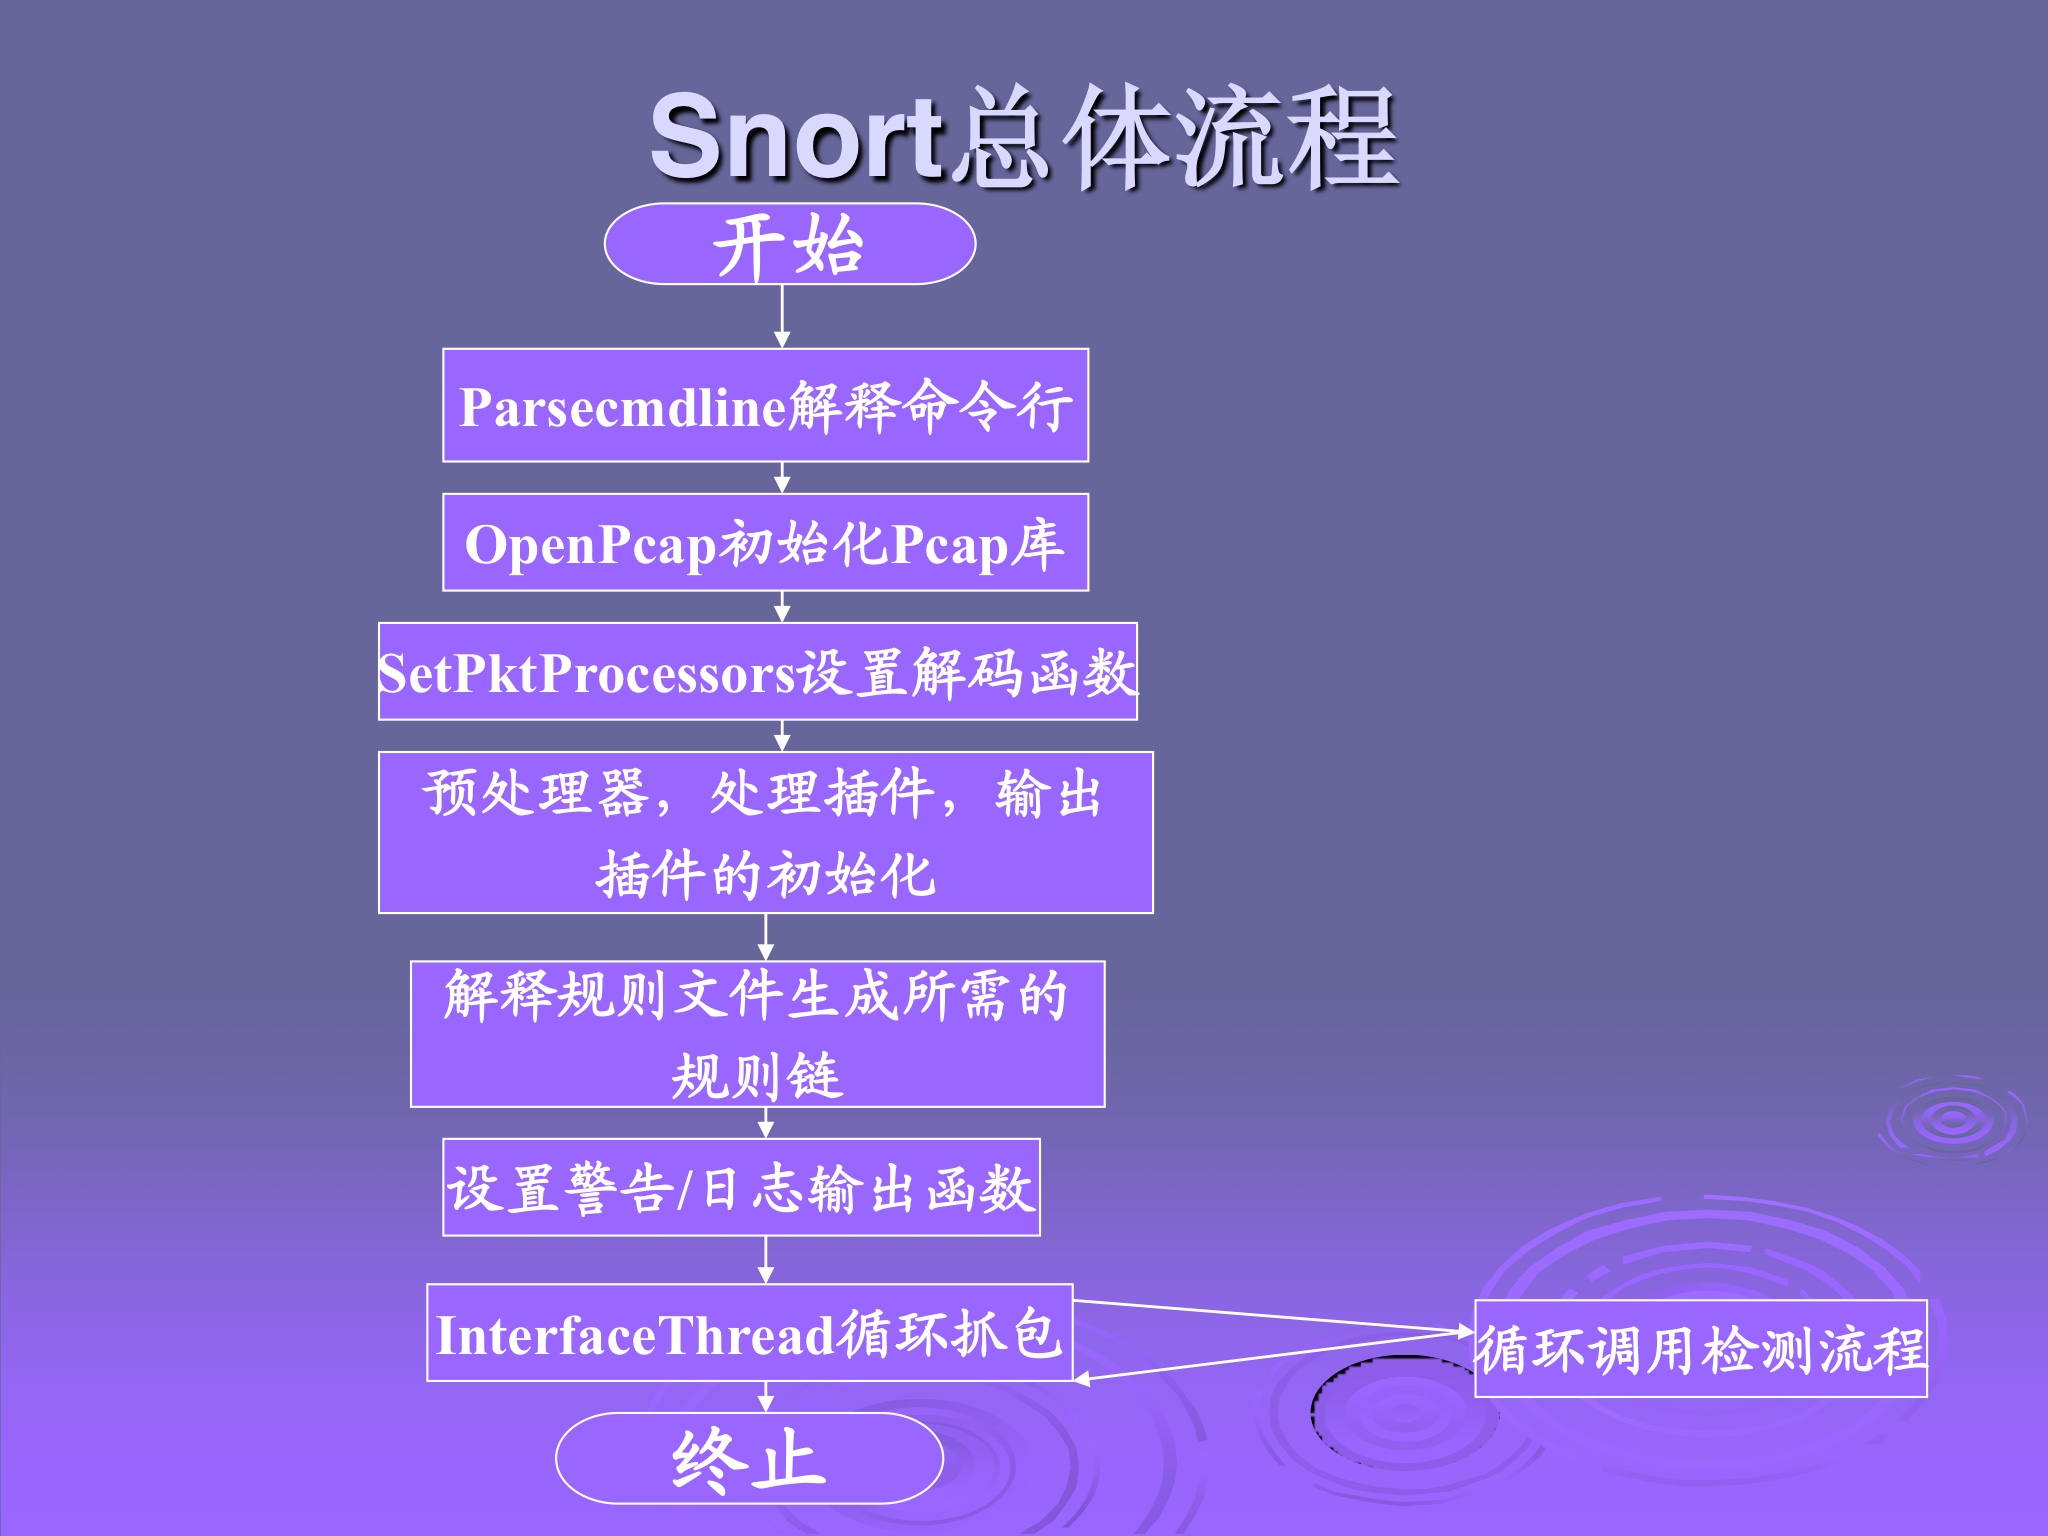 Snort总体流程
开始
Parsecmdline解释命令行
OpenPcap初始化Pcap库
SetPktProcessors设置解码函数
预处理器，处理插件，输出
插件的初始化
解释规则文件生成所需的
规则链
设置警告/日志输出函数
InterfaceThread循环抓包
循环调用检测流程
终止